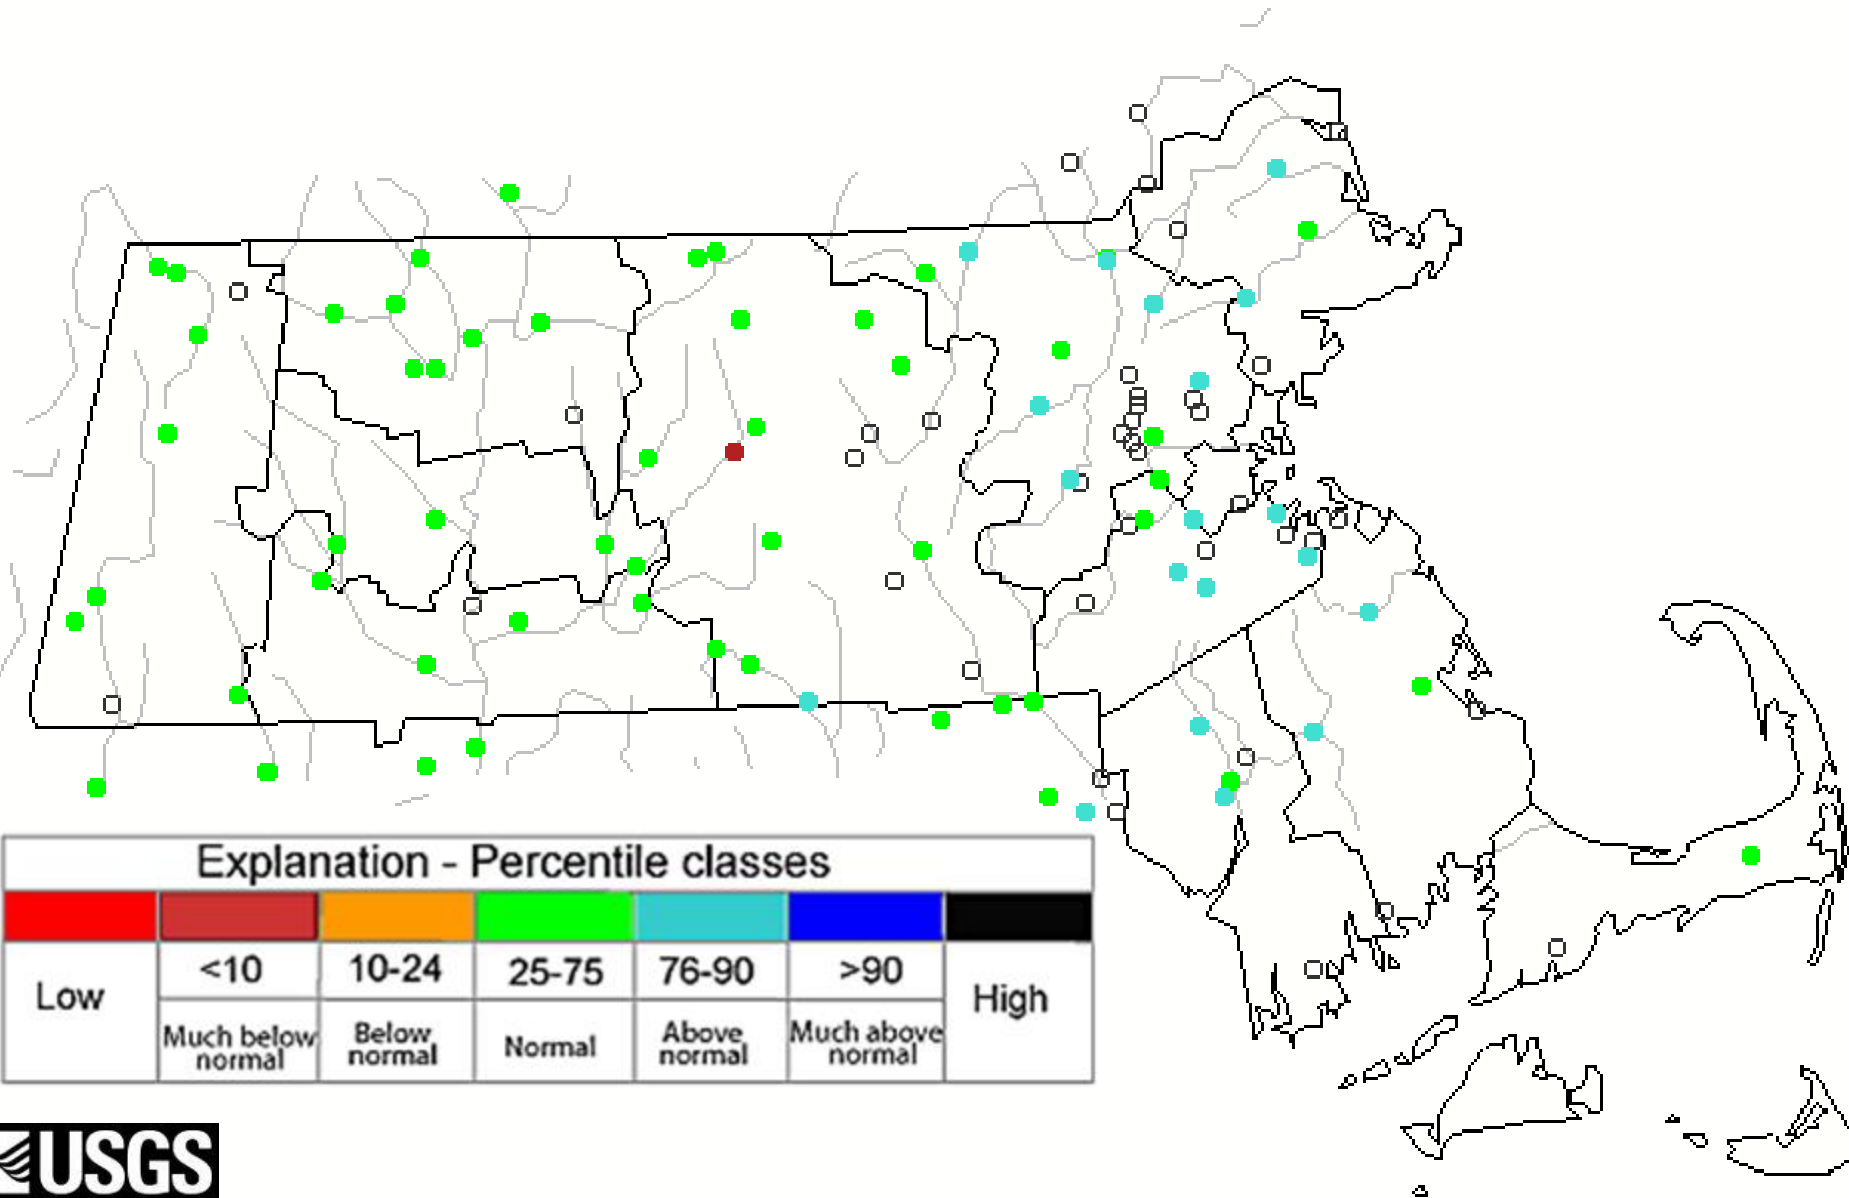 Explanation - Percentile classes
<10 10-24 25-75 76-90 >90
Low High
Much below normal Below normal Normal Above normal Much above normal
USGS